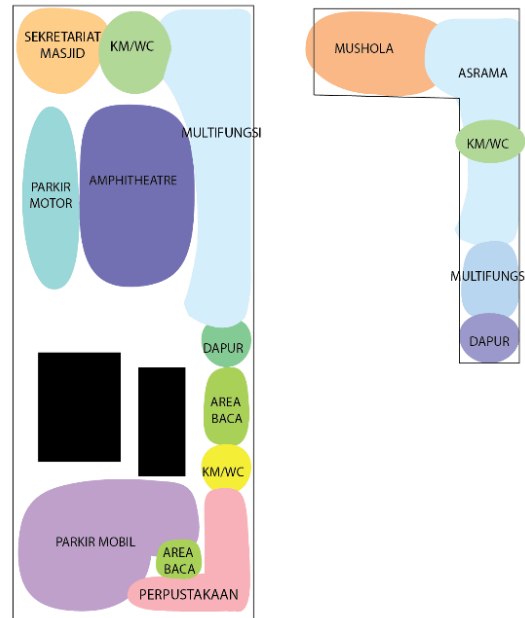 SEKRETARIAT
MASJID
KM/WC
MULTIFUNGSI
PARKIR
MOTOR
AMPHITHEATRE
DAPUR
AREA
BACA
KM/WC
PARKIR MOBIL
AREA
BACA
PERPUSTAKAAN
MUSHOLA
ASRAMA
KM/WC
MULTIFUNGS
DAPUR